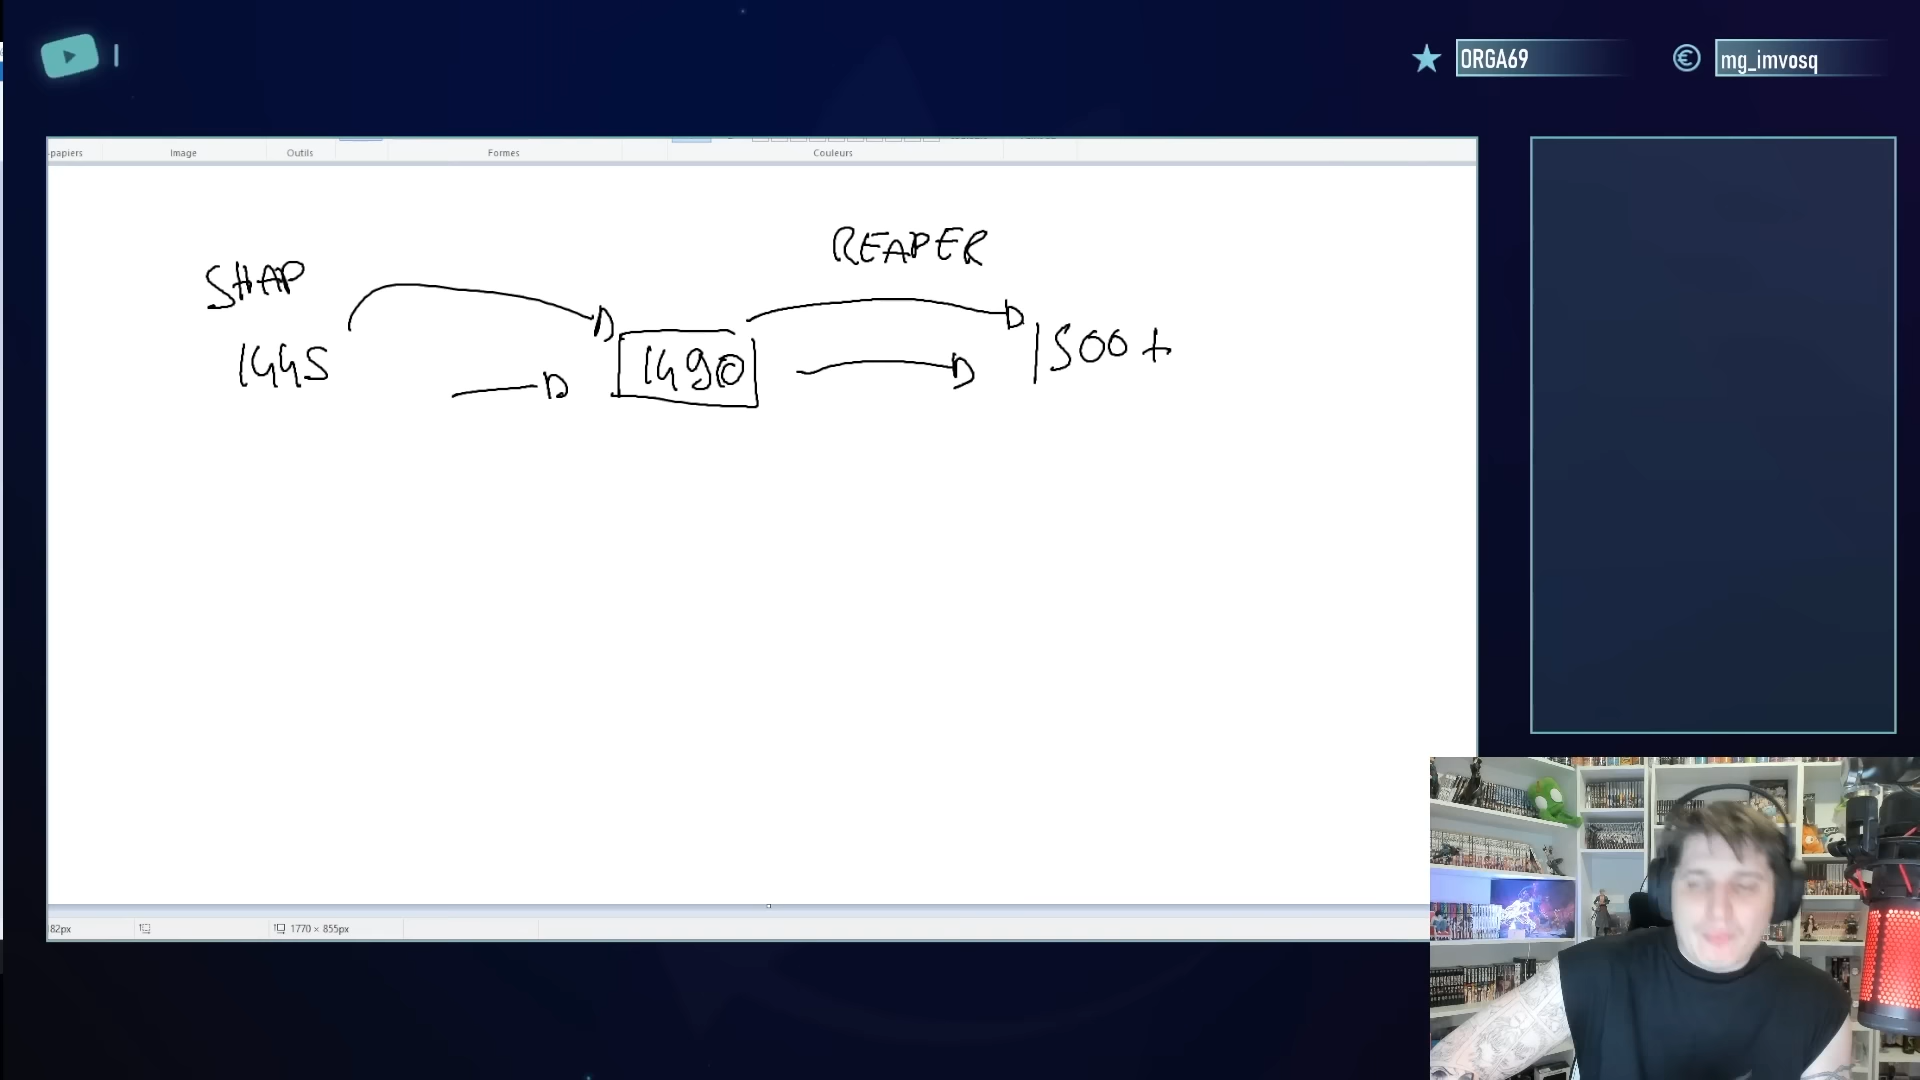 ORGA69 mg_imvosq
-papiers Image Outils Formes Couleurs
REAPER
SHAP
1445 1490 1500 +
82px 1770 × 855px